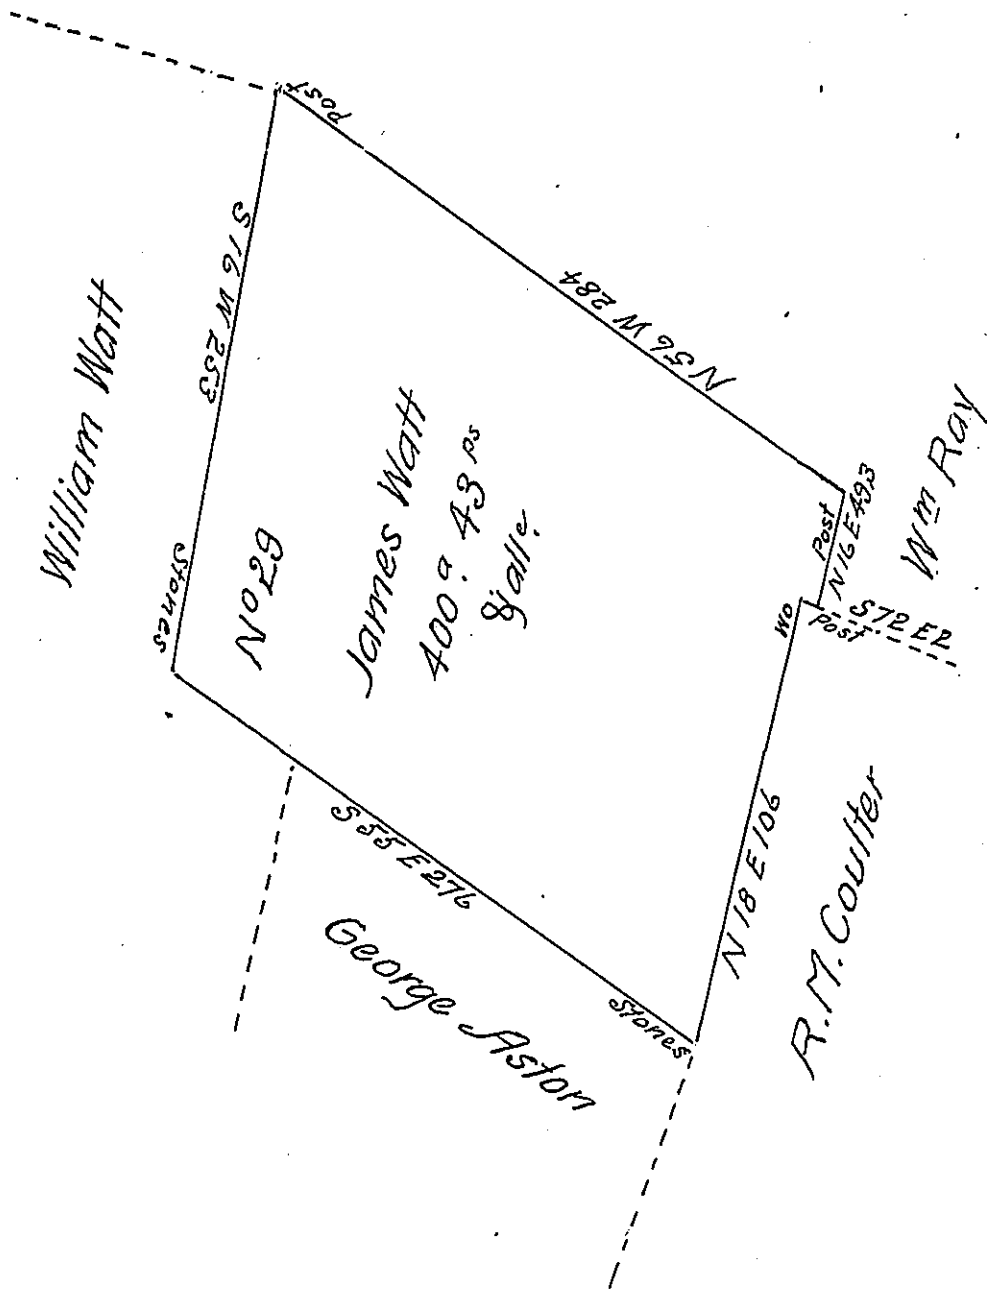 William Watt
S 16 W 253
Post
N 56 W 284
Stones
No 29
James Watt
400 a. 43 ps
& alle.
Post
N 16 E 49.3
Wm Ray
WO
Post
S 72 E 2
S 55 E 276
George Aston
Stones
N 18 E 106
R. M. Coulter